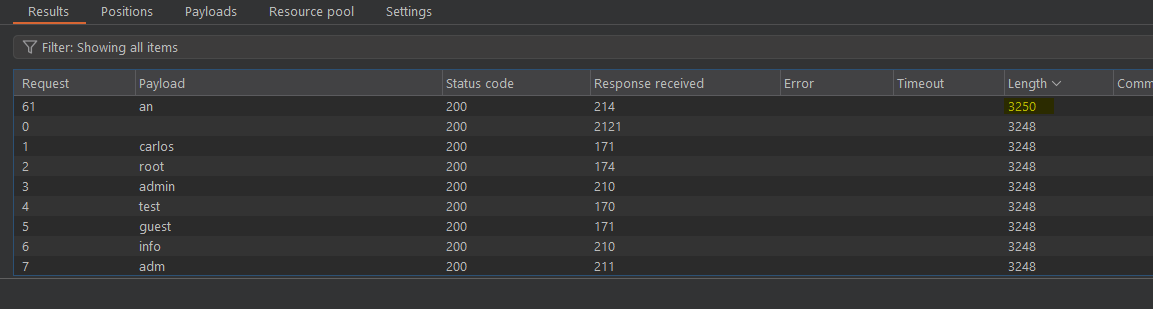 Results Positions Payloads Resource pool Settings
Filter: Showing all items
Request Payload Status code Response received Error Timeout Length Comm
61 an 200 214 3250
0 200 2121 3248
1 carlos 200 171 3248
2 root 200 174 3248
3 admin 200 210 3248
4 test 200 170 3248
5 guest 200 171 3248
6 info 200 210 3248
7 adm 200 211 3248